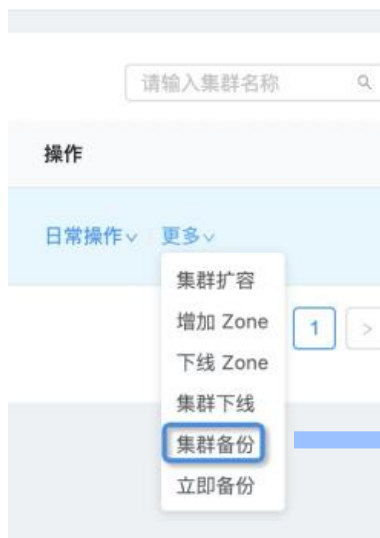 请输入集群名称
操作
日常操作 更多
集群扩容
增加 Zone
1 >
下线 Zone
集群下线
集群备份
立即备份